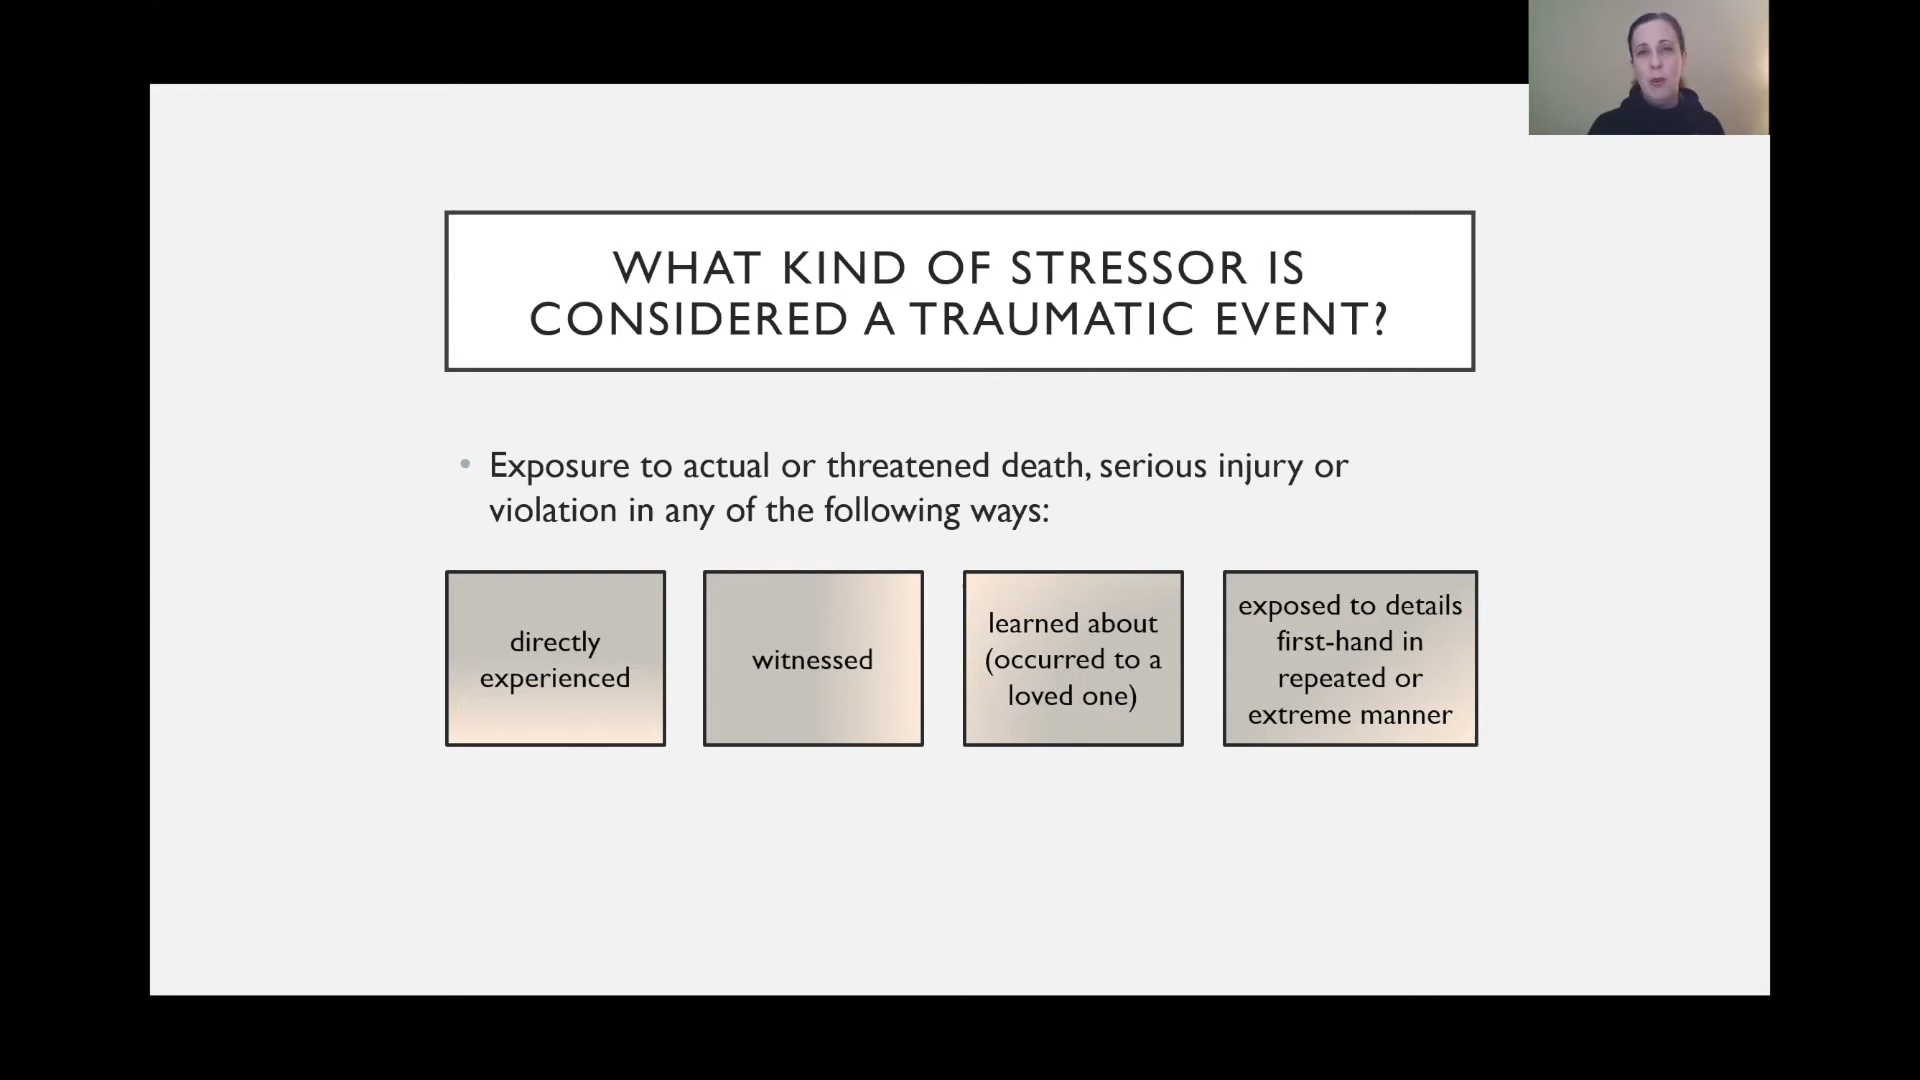 WHAT KIND OF STRESSOR IS
CONSIDERED A TRAUMATIC EVENT?
• Exposure to actual or threatened death, serious injury or
violation in any of the following ways:
directly
experienced
witnessed
learned about
(occurred to a
loved one)
exposed to details
first-hand in
repeated or
extreme manner